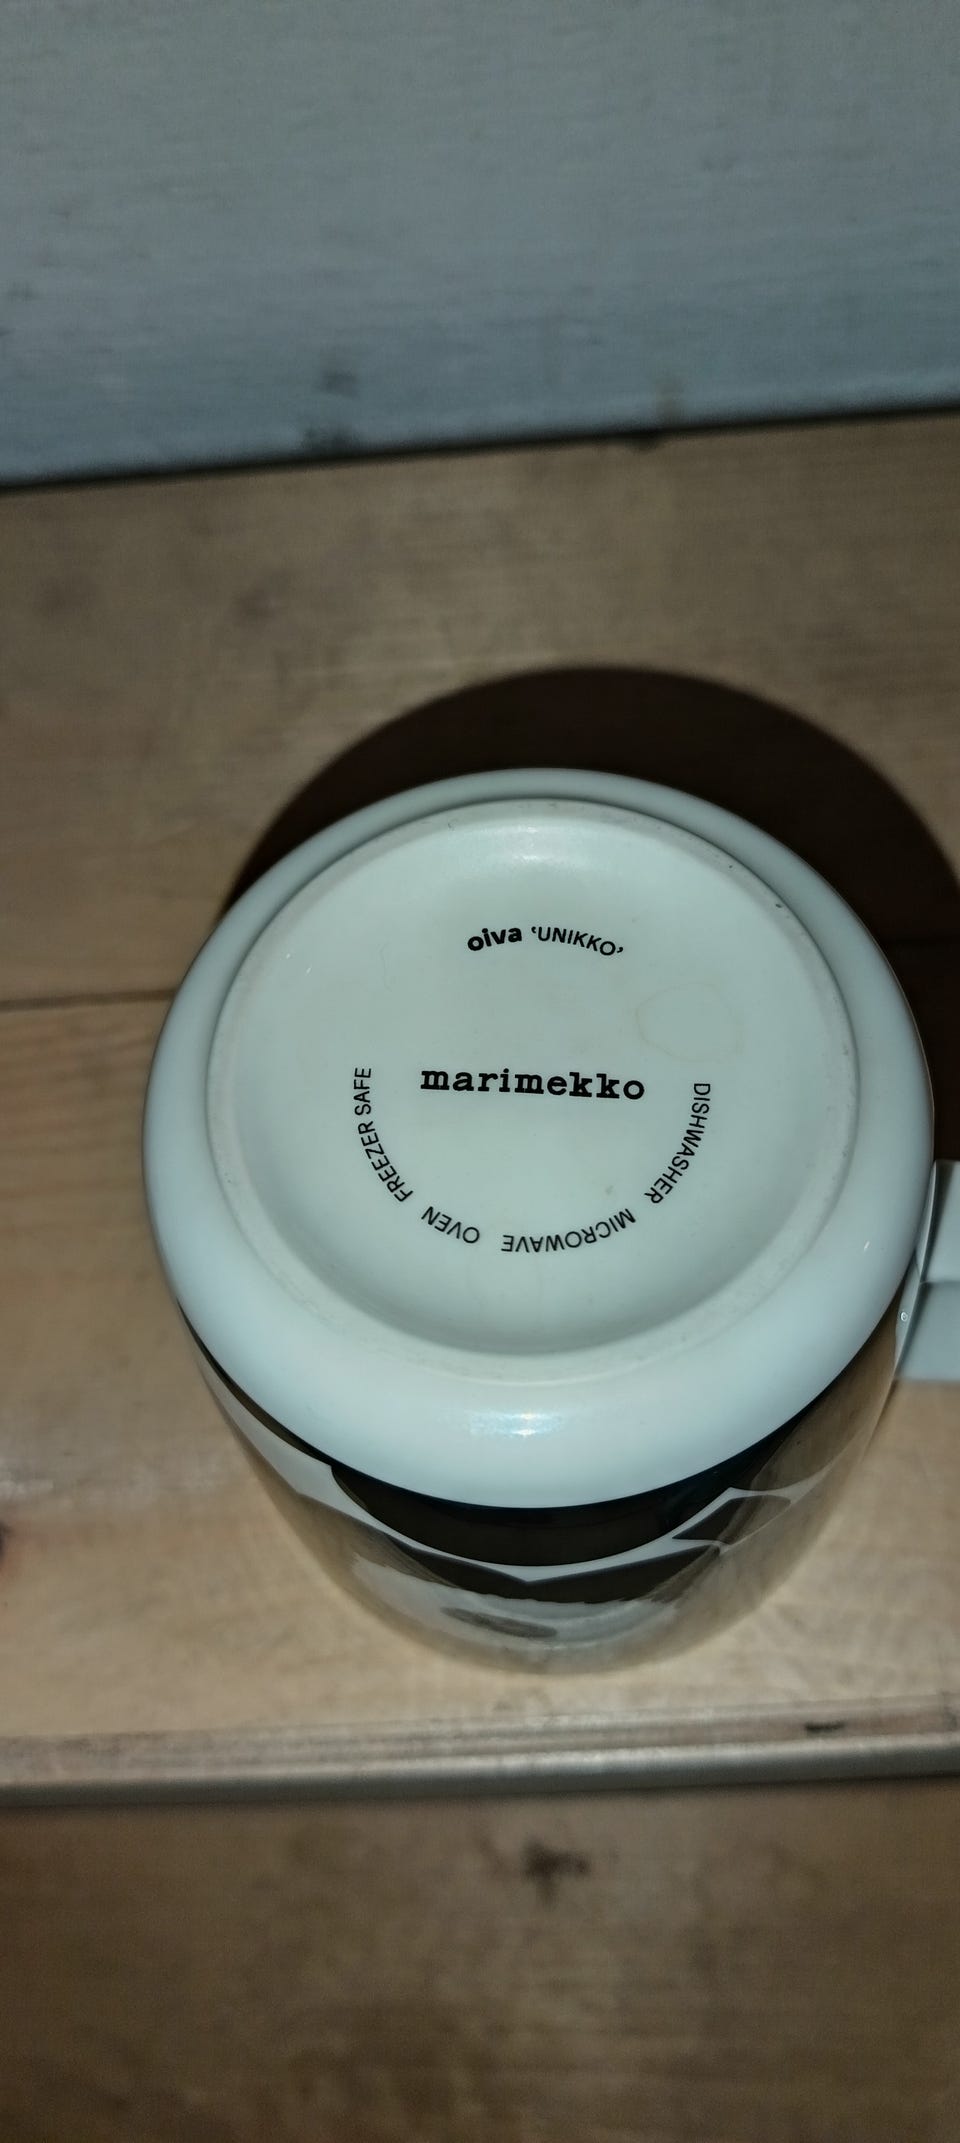 oiva ‘UNIKKO’
marimekko
DISHWASHER MICROWAVE OVEN FREEZER SAFE